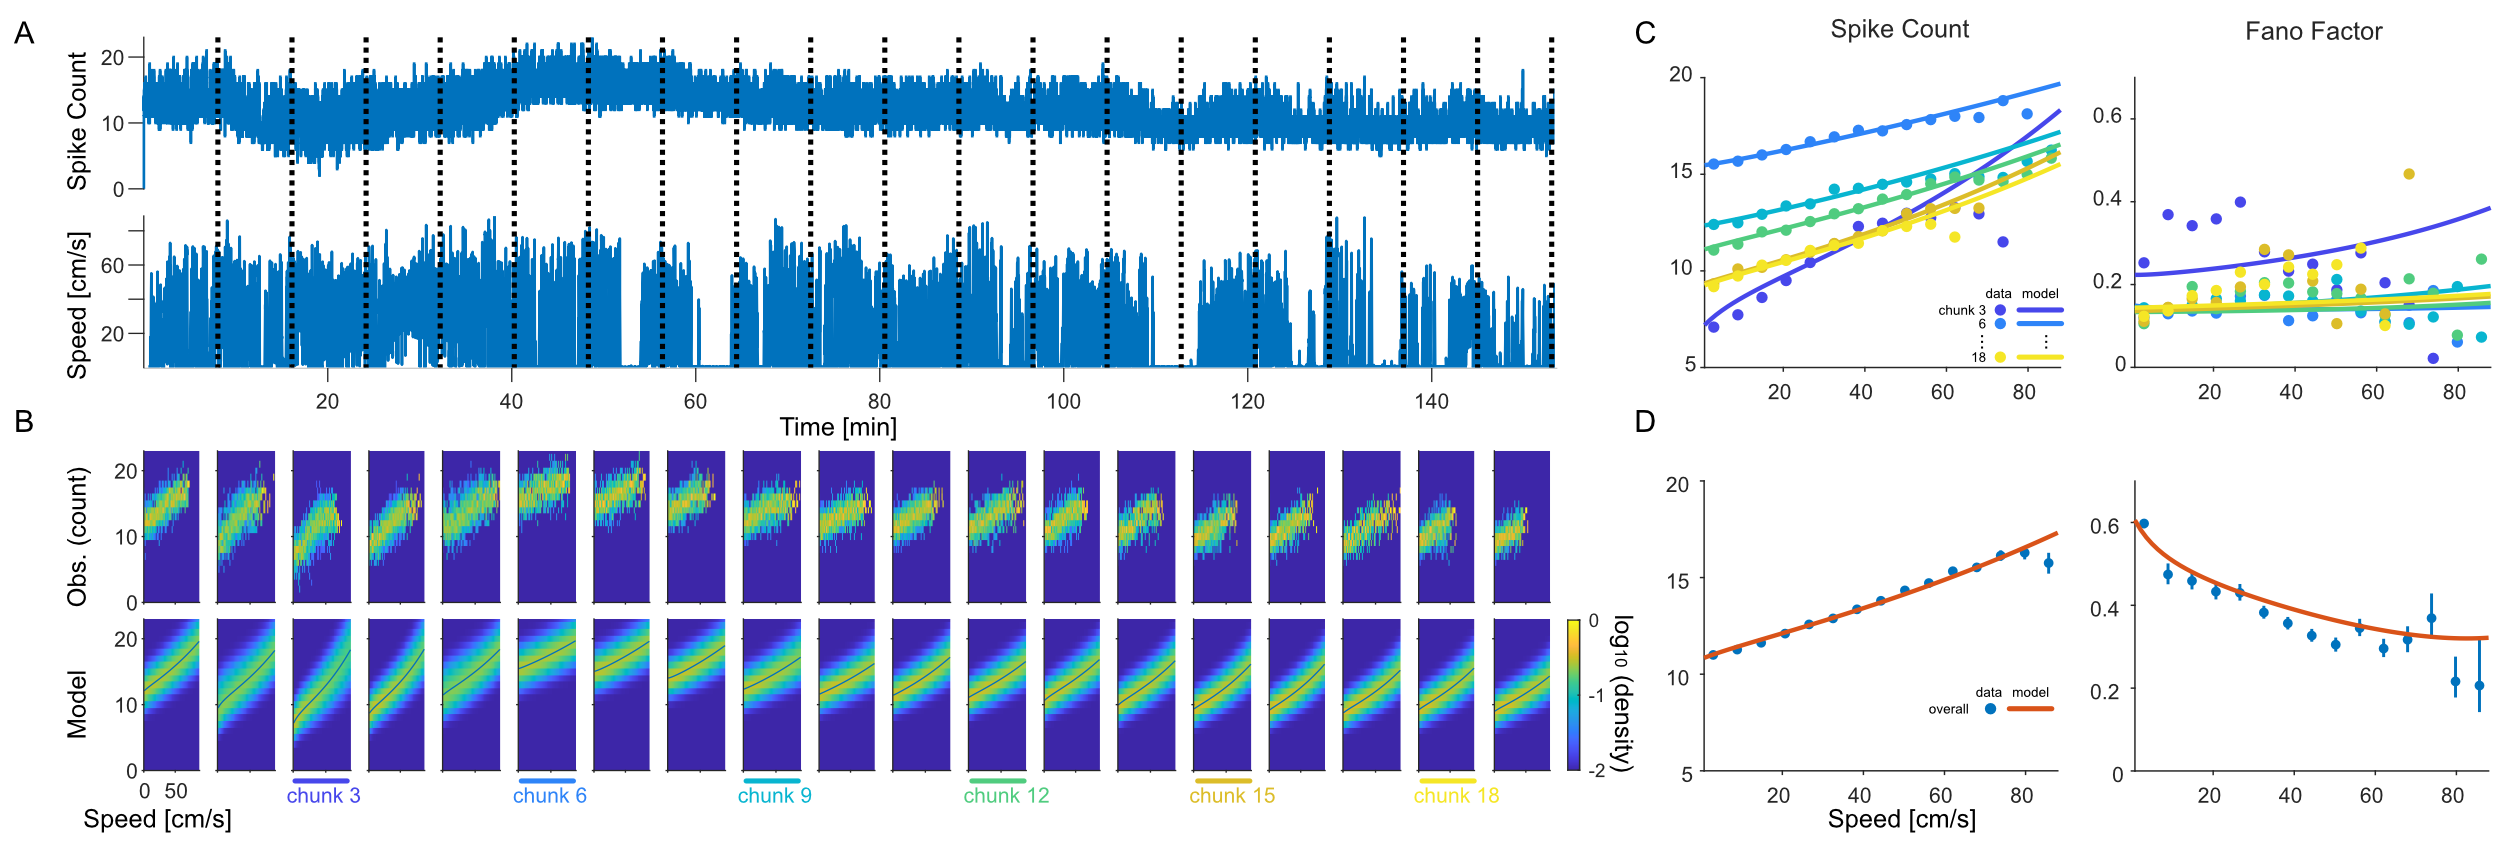 A
Spike Count
20
10
0
Speed [cm/s]
60
20
20
40
60
80
100
120
140
Time [min]
B
Obs. (count)
20
10
0
Model
20
10
0
0
50
Speed [cm/s]
chunk 3
chunk 6
chunk 9
chunk 12
chunk 15
chunk 18
0
-1
-2
log10 (density)
C
Spike Count
20
15
10
5
20
40
60
80
data
model
chunk 3
6
18
Fano Factor
0.6
0.4
0.2
0
20
40
60
80
D
20
15
10
5
20
40
60
80
data
model
overall
Speed [cm/s]
0.6
0.4
0.2
0
20
40
60
80